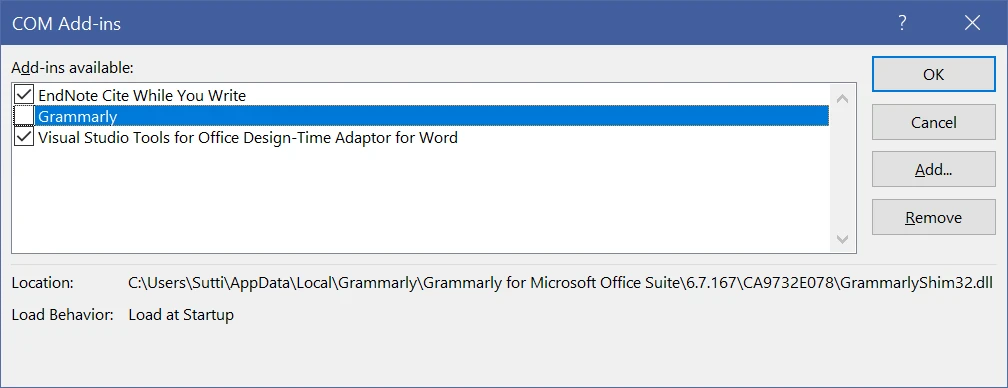 COM Add-ins
?
Add-ins available:
EndNote Cite While You Write
Grammarly
Visual Studio Tools for Office Design-Time Adaptor for Word
OK
Cancel
Add...
Remove
Location: C:\Users\Sutti\AppData\Local\Grammarly\Grammarly for Microsoft Office Suite\6.7.167\CA9732E078\GrammarlyShim32.dll
Load Behavior: Load at Startup